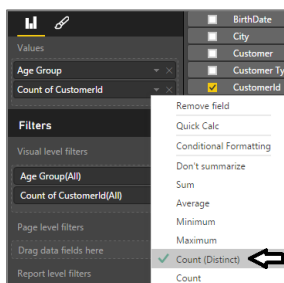 BirthDate
City
Customer
Customer Ty
CustomerId
Values
Age Group
Count of CustomerId
Filters
Visual level filters
Age Group(All)
Count of CustomerId(All)
Page level filters
Drag data fields here
Report level filters
Remove field
Quick Calc
Conditional Formatting
Don't summarize
Sum
Average
Minimum
Maximum
Count (Distinct)
Count